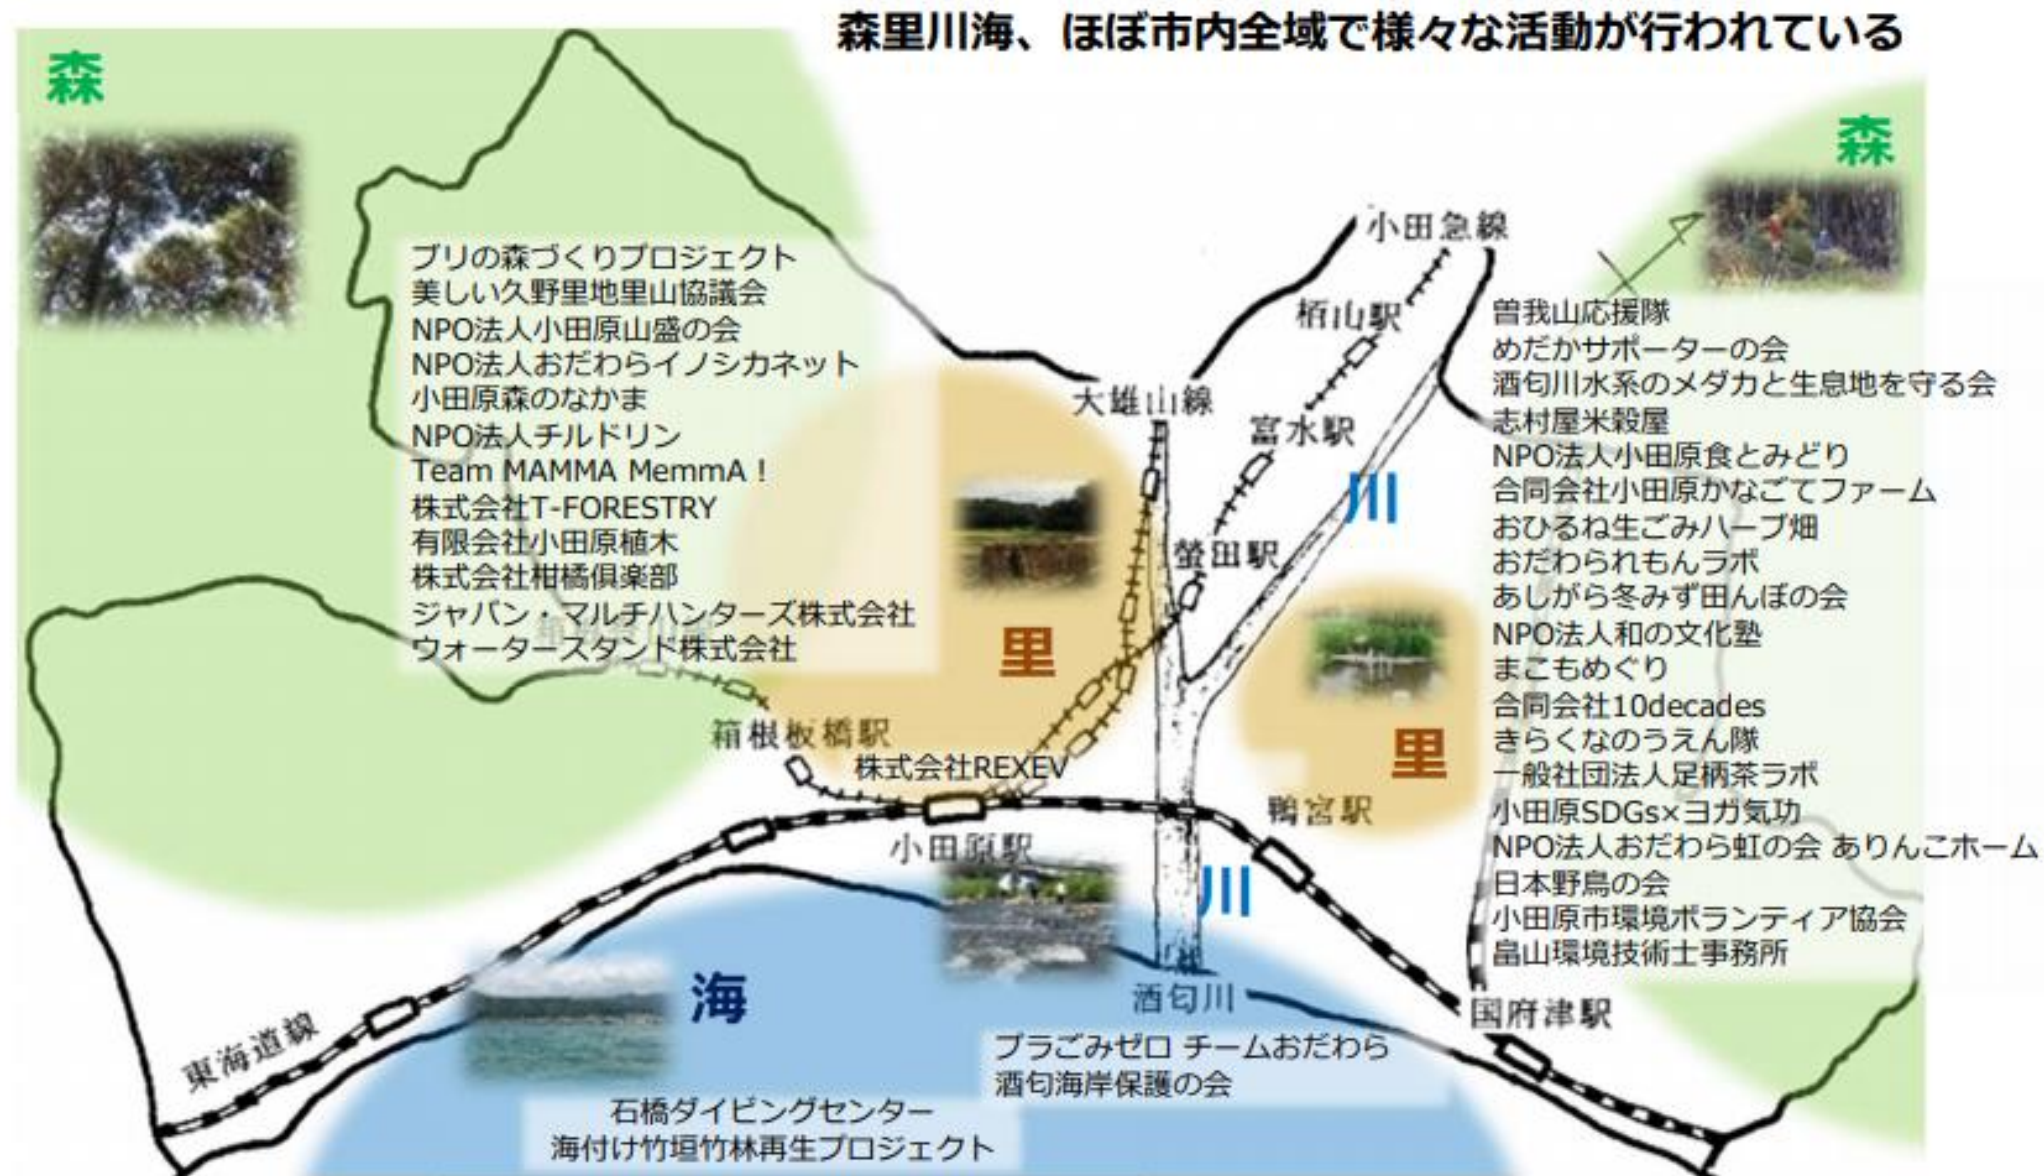 森里川海、ほぼ市内全域で様々な活動が行われている
森
森
小田急線
栢山駅
大雄山線
富水駅
川
螢田駅
ブリの森づくりプロジェクト
美しい久野里地里山協議会
NPO法人小田原山盛の会
NPO法人おだわらイノシカネット
小田原森のなかま
NPO法人チルドリン
Team MAMMA MemmA！
株式会社T-FORESTRY
有限会社小田原植木
株式会社柑橘倶楽部
ジャパン・マルチハンターズ株式会社
ウォータースタンド株式会社
曽我山応援隊
めだかサポーターの会
酒匂川水系のメダカと生息地を守る会
志村屋米穀屋
NPO法人小田原食とみどり
合同会社小田原かなごてファーム
おひるね生ごみハーブ畑
おだわられもんラボ
あしがら冬みず田んぼの会
NPO法人和の文化塾
まこもめぐり
合同会社10decades
きらくなのうえん隊
一般社団法人足柄茶ラボ
小田原SDGs×ヨガ気功
NPO法人おだわら虹の会 ありんこホーム
日本野鳥の会
小田原市環境ボランティア協会
畠山環境技術士事務所
里
里
箱根板橋駅
株式会社REXEV
鴨宮駅
小田原駅
川
海
酒匂川
国府津駅
東海道線
プラごみゼロ チームおだわら
酒匂海岸保護の会
石橋ダイビングセンター
海付け竹垣竹林再生プロジェクト